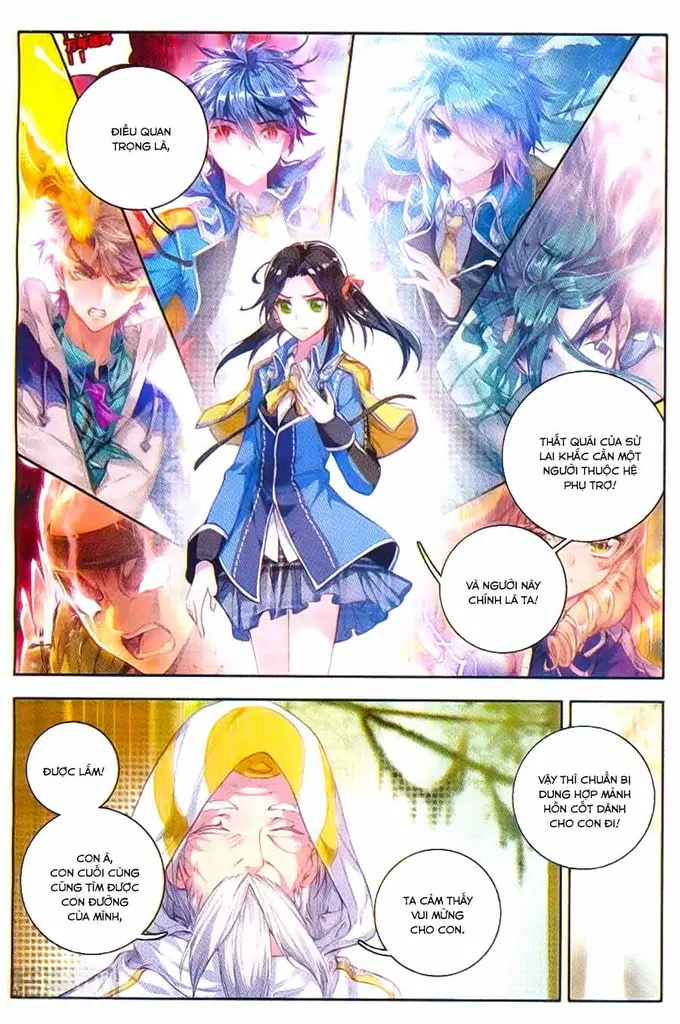 ĐIỀU QUAN
TRỌNG LÀ,
THẤT QUÁI CỦA SỬ
LAI KHẮC CẦN MỘT
NGƯỜI THUỘC HỆ
PHỤ TRỢ!
VÀ NGƯỜI NÀY
CHÍNH LÀ TA!
ĐƯỢC LẮM!
CON À,
CON CUỐI CÙNG
CŨNG TÌM ĐƯỢC
CON ĐƯỜNG
CỦA MÌNH,
TA CẢM THẤY
VUI MỪNG
CHO CON.
VẬY THÌ CHUẨN BỊ
DUNG HỢP MẢNH
HỒN CỐT DÀNH
CHO CON ĐI!